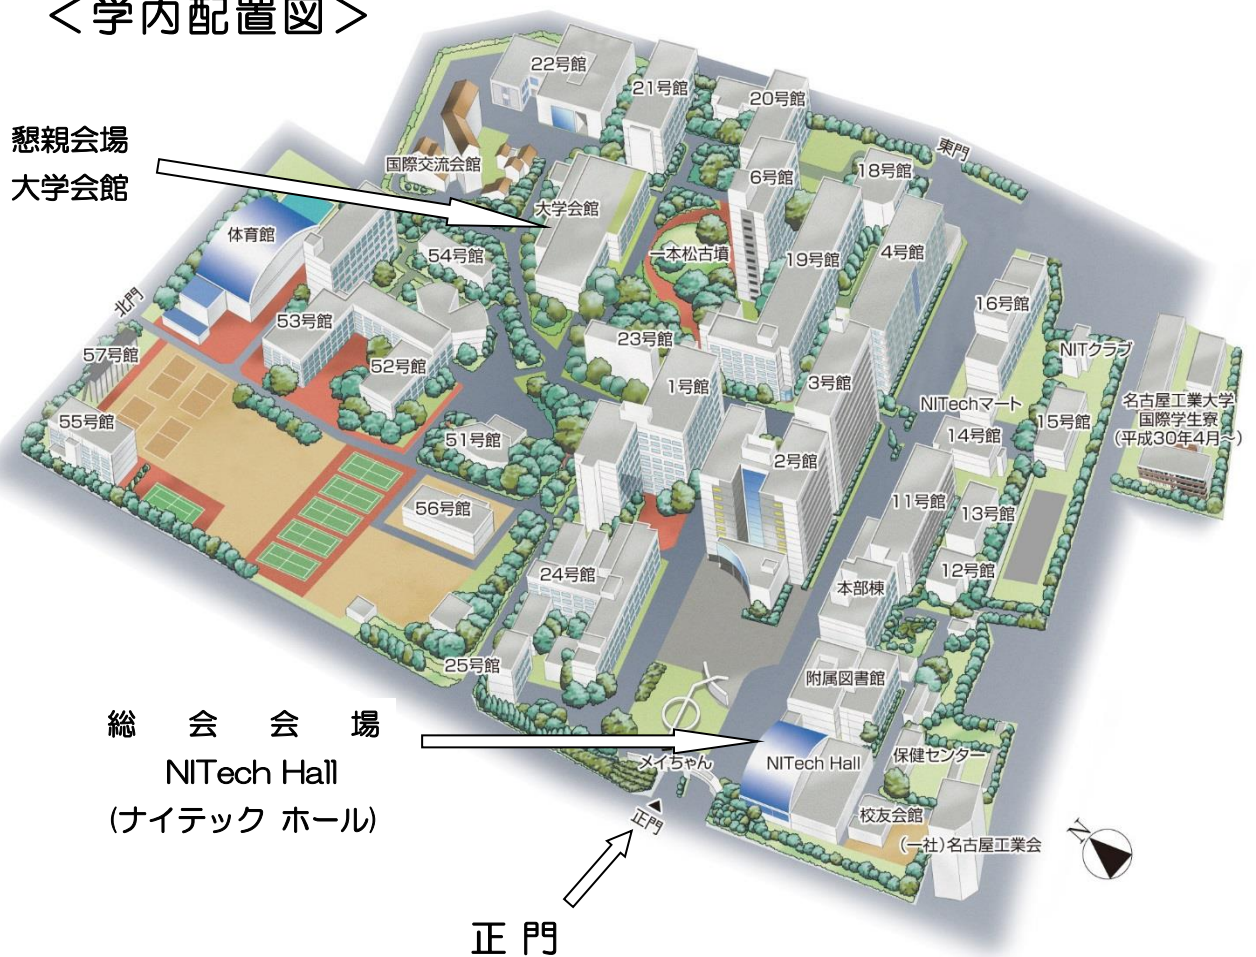 ＜学内配置図＞
22号館
21号館
20号館
懇親会場
大学会館
国際交流会館
東門
6号館
18号館
大学会館
体育館
54号館
一本松古墳
19号館
4号館
北門
16号館
53号館
57号館
52号館
23号館
NITクラブ
1号館
3号館
NITechマート
名古屋工業大学
国際学生寮
(平成30年4月～)
55号館
51号館
14号館
15号館
2号館
56号館
11号館
13号館
24号館
12号館
本部棟
25号館
附属図書館
総会会場
NITech Hall
(ナイテック ホール)
メイちゃん
NITech Hall
保健センター
正門
校友会館
(一社)名古屋工業会
N
正門